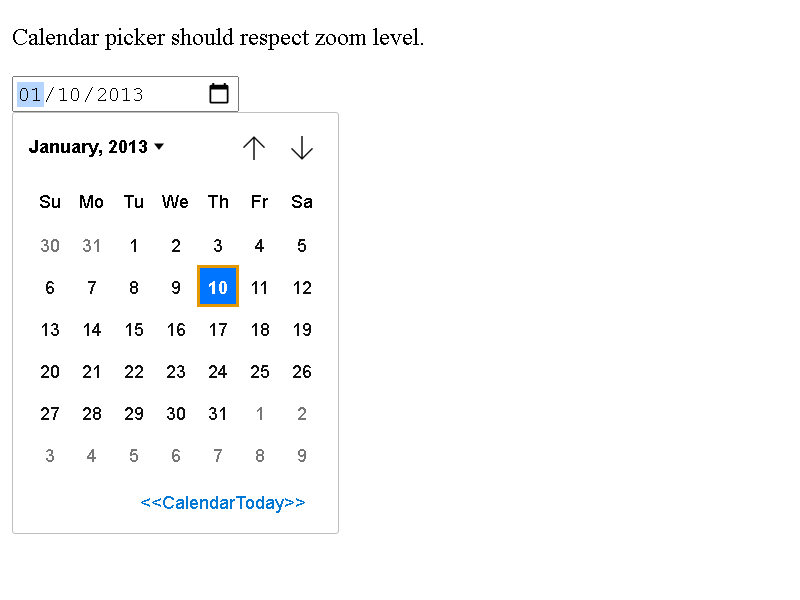 Calendar picker should respect zoom level.
01/10/2013
January, 2013
Su Mo Tu We Th Fr Sa
30 31 1 2 3 4 5
6 7 8 9 10 11 12
13 14 15 16 17 18 19
20 21 22 23 24 25 26
27 28 29 30 31 1 2
3 4 5 6 7 8 9
<<CalendarToday>>